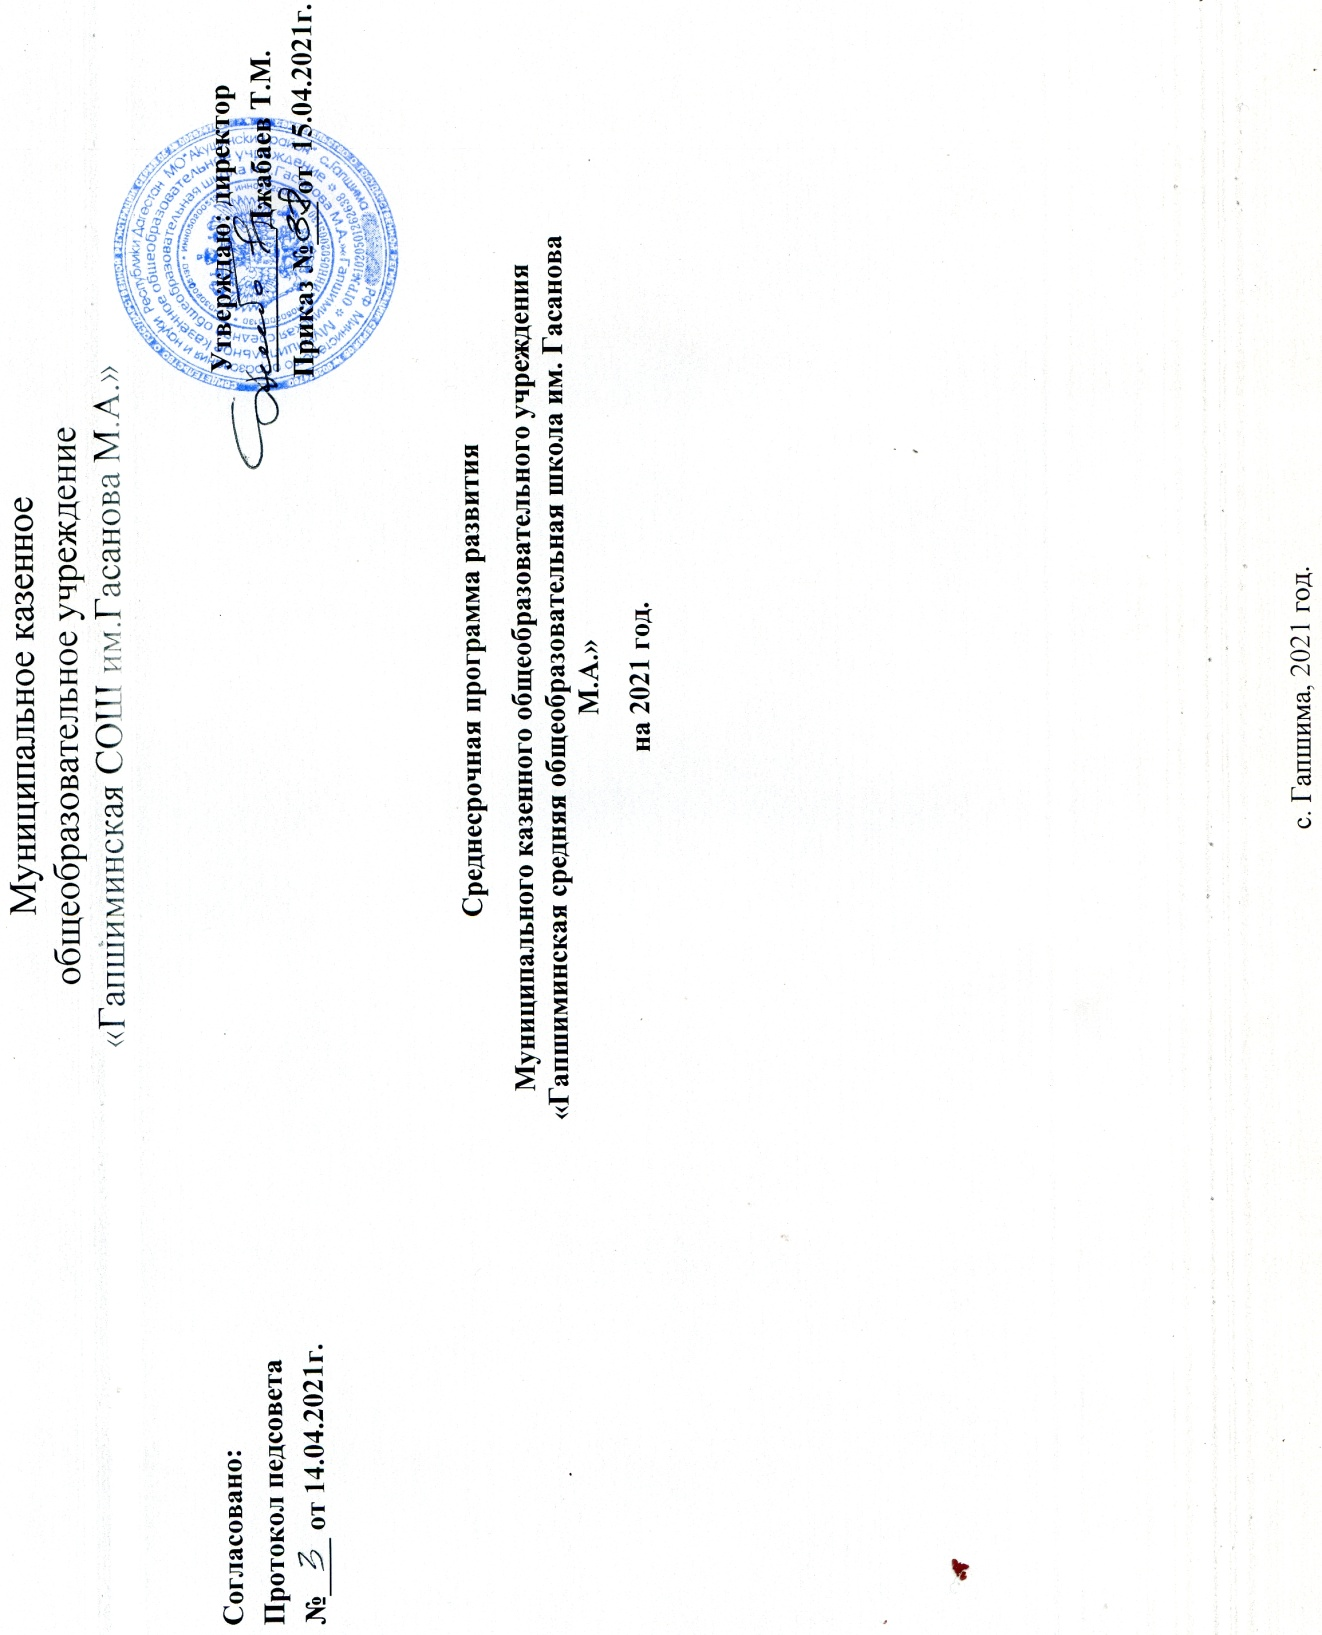 Муниципальное казенное
общеобразовательное учреждение
«Гапшиминская СОШ им.Гасанова М.А.»
Согласовано:
Протокол педсовета
№ 3 от 14.04.2021г.
Утверждаю: директор
Джабаев Т.М.
Приказ № от 15.04.2021г.
Среднесрочная программа развития
Муниципального казенного общеобразовательного учреждения
«Гапшиминская средняя общеобразовательная школа им. Гасанова
М.А.»
на 2021 год.
с. Гапшима, 2021 год.